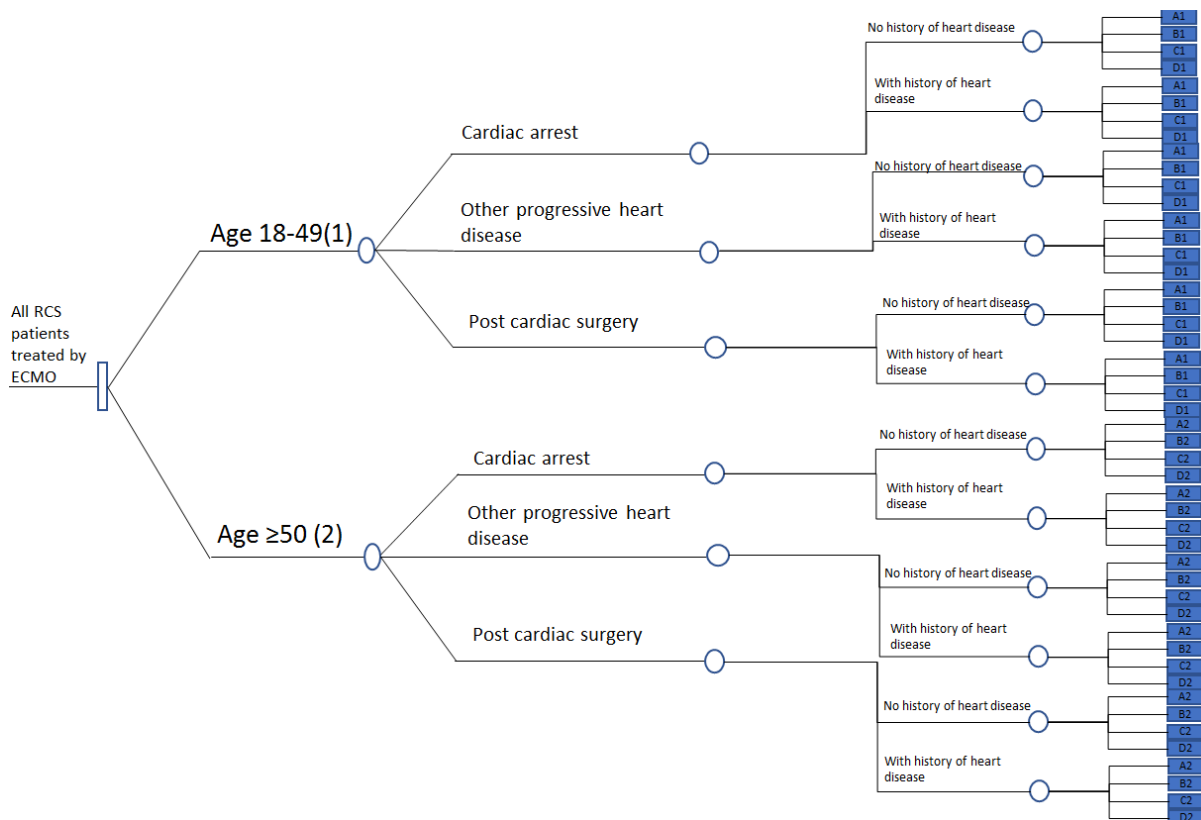 All RCS
patients
treated by
ECMO
Age 18-49(1)
Cardiac arrest
No history of heart disease
A1
B1
C1
D1
With history of heart
disease
A1
B1
C1
D1
Other progressive heart
disease
No history of heart disease
A1
B1
C1
D1
With history of heart
disease
A1
B1
C1
D1
Post cardiac surgery
No history of heart disease
A1
B1
C1
D1
With history of heart
disease
A1
B1
C1
D1
Age ≥50 (2)
Cardiac arrest
No history of heart disease
A2
B2
C2
D2
With history of heart
disease
A2
B2
C2
D2
Other progressive heart
disease
No history of heart disease
A2
B2
C2
D2
With history of heart
disease
A2
B2
C2
D2
Post cardiac surgery
No history of heart disease
A2
B2
C2
D2
With history of heart
disease
A2
B2
C2
D2